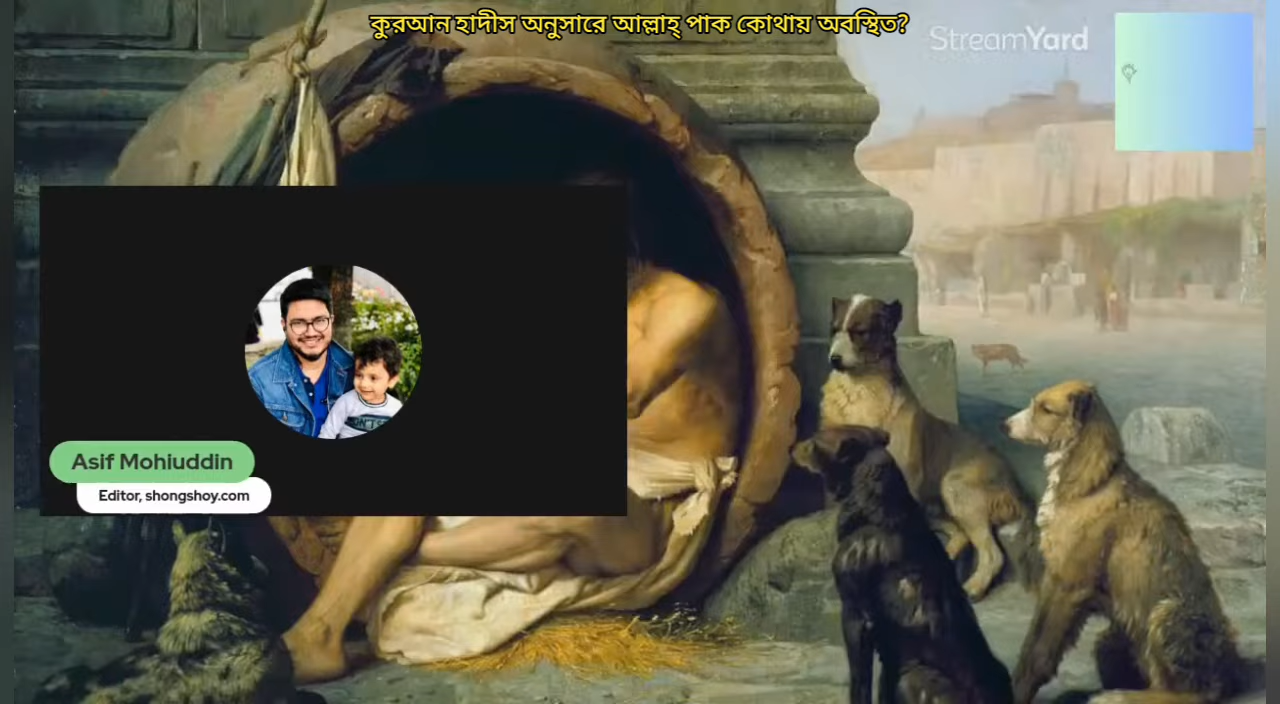 কুরআন হাদীস অনুসারে আল্লাহ্ পাক কোথায় অবস্থিত?
StreamYard
Asif Mohiuddin
Editor, shongshoy.com